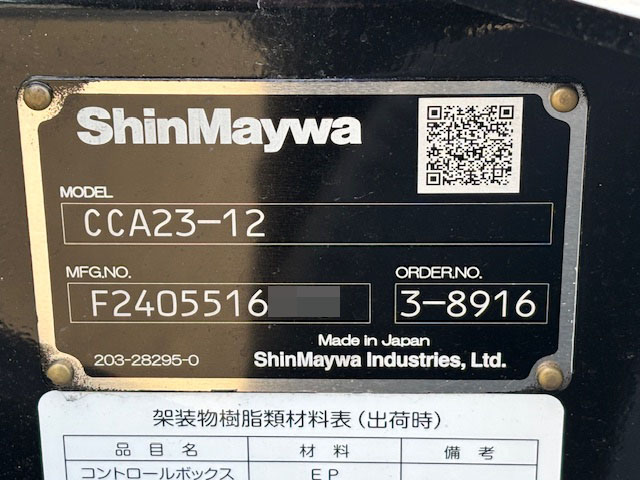 ShinMaywa
MODEL
CCA23-12
MFG.NO. ORDER.NO.
F2405516 3-8916
Made in Japan
203-28295-0 ShinMaywa Industries, Ltd.
架装物樹脂類材料表(出荷時)
品目名 材料 備考
コントロールボックス EP